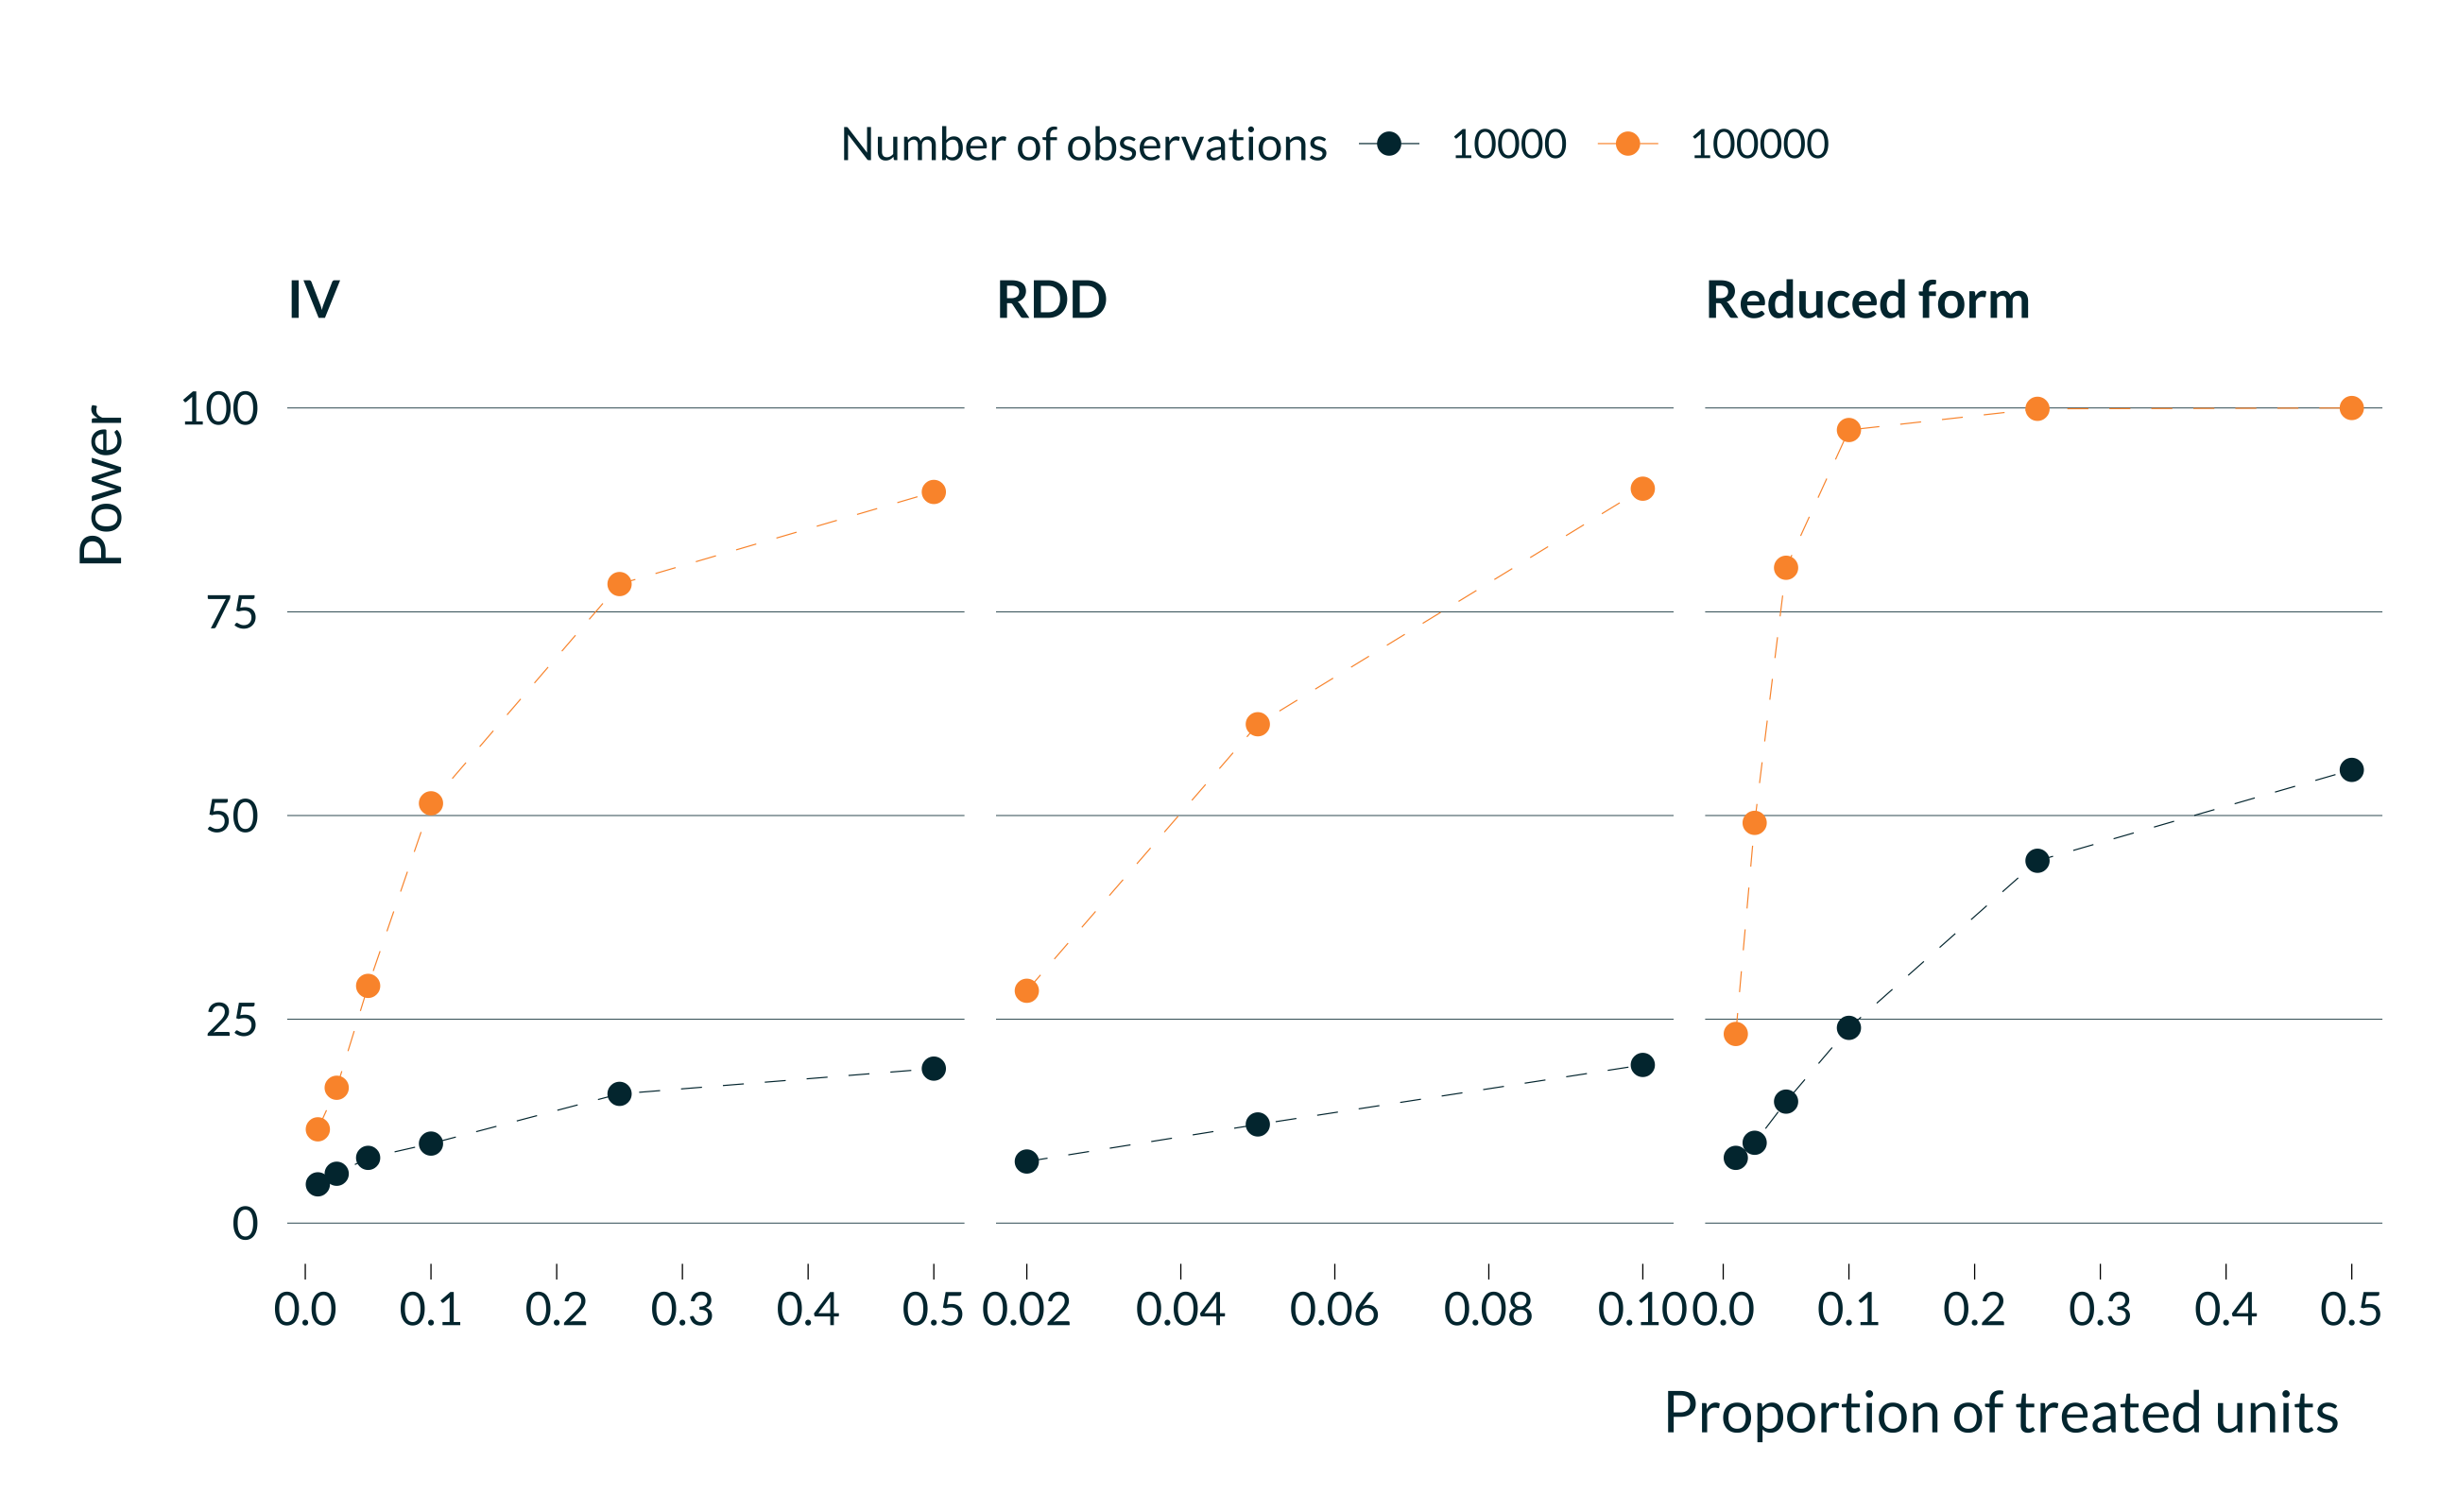 Number of observations 10000 100000
IV RDD Reduced form
Power
100
75
50
25
0
0.0 0.1 0.2 0.3 0.4 0.5 0.02 0.04 0.06 0.08 0.10 0.0 0.1 0.2 0.3 0.4 0.5
Proportion of treated units